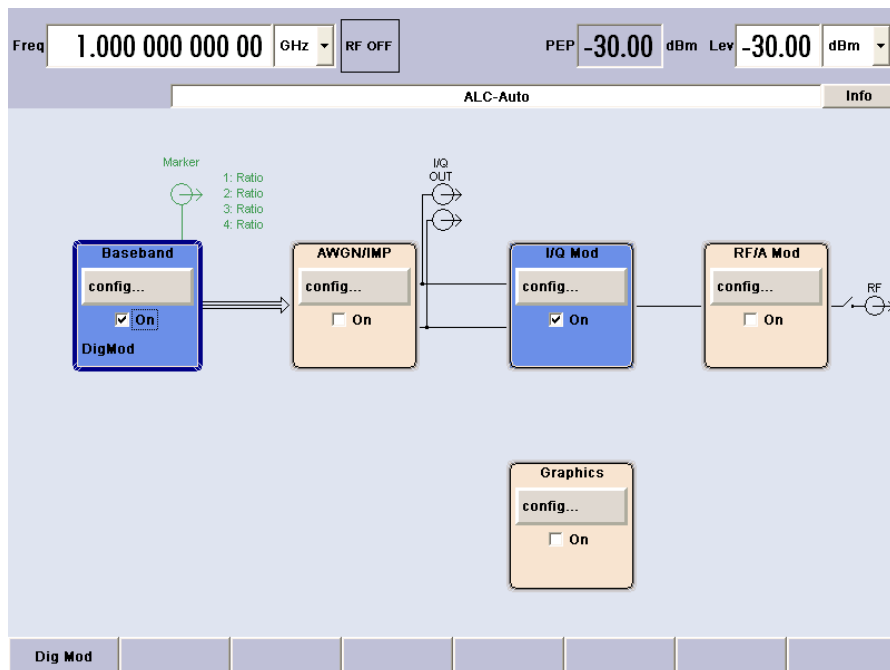 Freq 1.000 000 000 00 GHz RF OFF PEP -30.00 dBm Lev -30.00 dBm
ALC-Auto Info
Marker
1: Ratio
2: Ratio
3: Ratio
4: Ratio
I/Q
OUT
Baseband
config...
On
DigMod
AWGN/IMP
config...
On
I/Q Mod
config...
On
RF/A Mod
config...
On
RF
Graphics
config...
On
Dig Mod